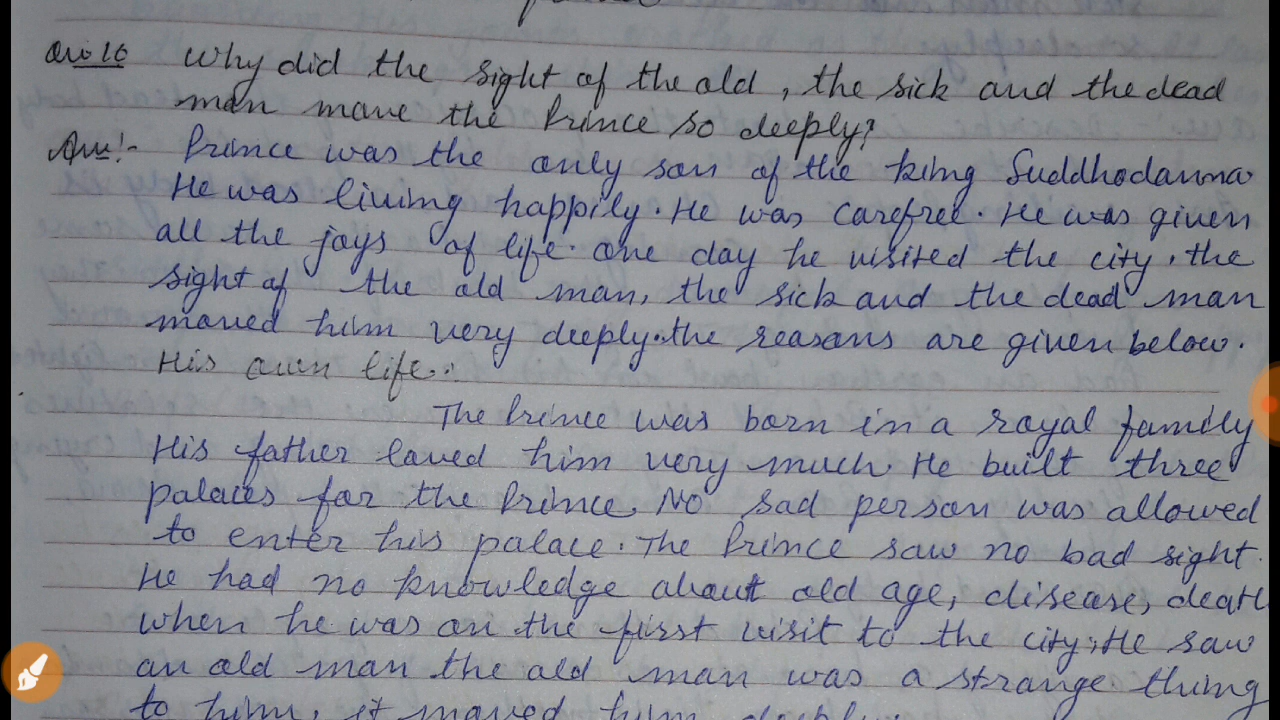 Que 16 Why did the sight of the old, the sick and the dead
man move the Prince so deeply?
Ans:- Prince was the only son of the king Suddhodanna
He was living happily. He was carefree. He was given
all the joys of life. One day he visited the city, the
sight of the old man, the sick and the dead man
moved him very deeply. the reasons are given below.
His own life..
The Prince was born in a royal family
His father loved him very much. He built three
palaces for the Prince. No sad person was allowed
to enter his palace. The Prince saw no bad sight.
He had no knowledge about old age, disease, death
when he was on the first visit to the city, He saw
an old man the old man was a strange thing
to him, it moved him deeply.